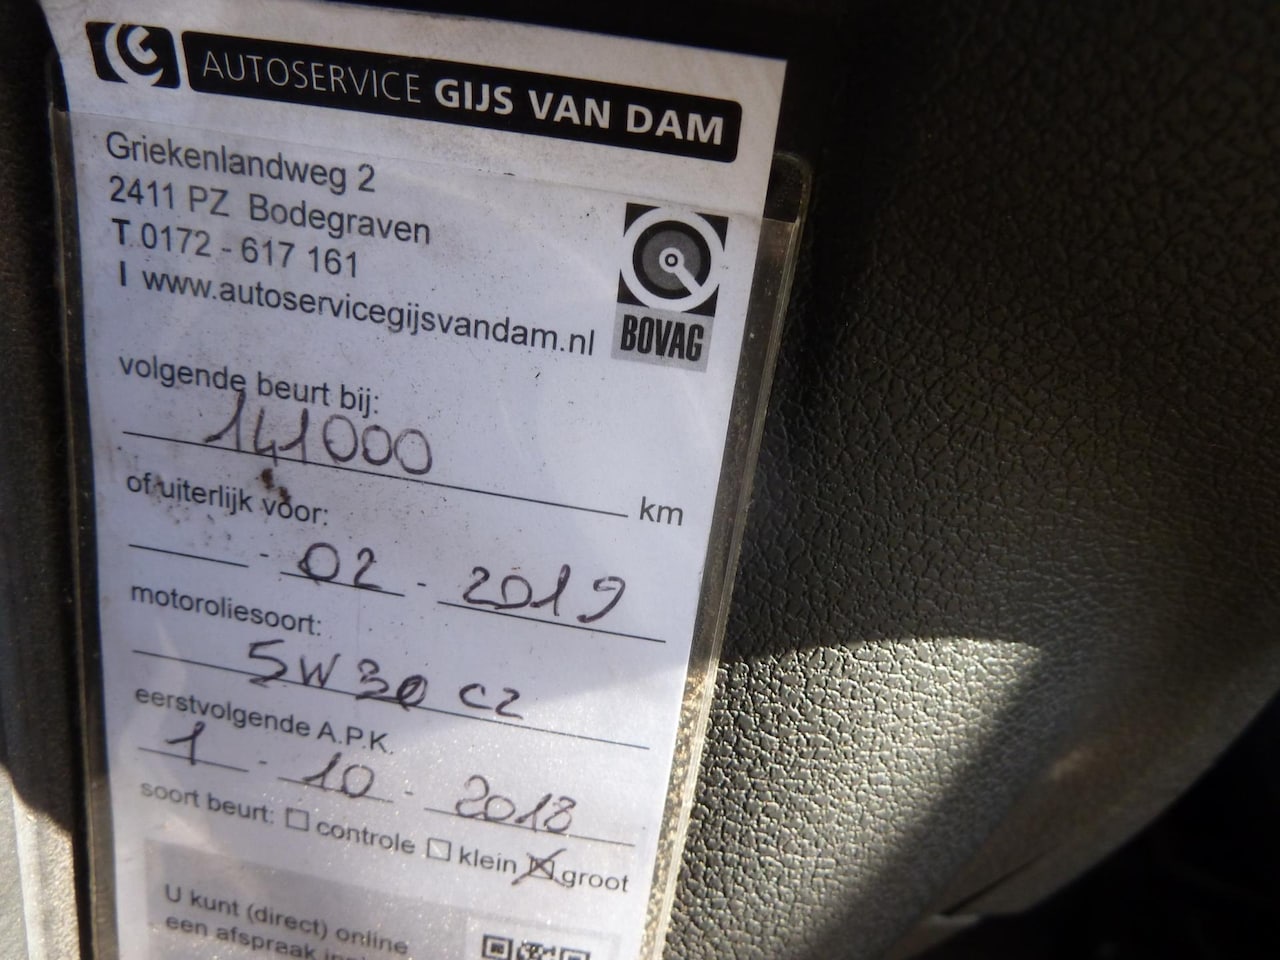 G AUTOSERVICE GIJS VAN DAM
Griekenlandweg 2
2411 PZ Bodegraven
T 0172 - 617 161
I www.autoservicegijsvandam.nl
BOVAG
volgende beurt bij:
141000 km
of uiterlijk vóór:
- 02 - 2019
motoroliesoort:
5W30 C2
eerstvolgende A.P.K.
1 - 10 - 2018
soort beurt: ☐ controle ☐ klein ☒ groot
U kunt (direct) online
een afspraak